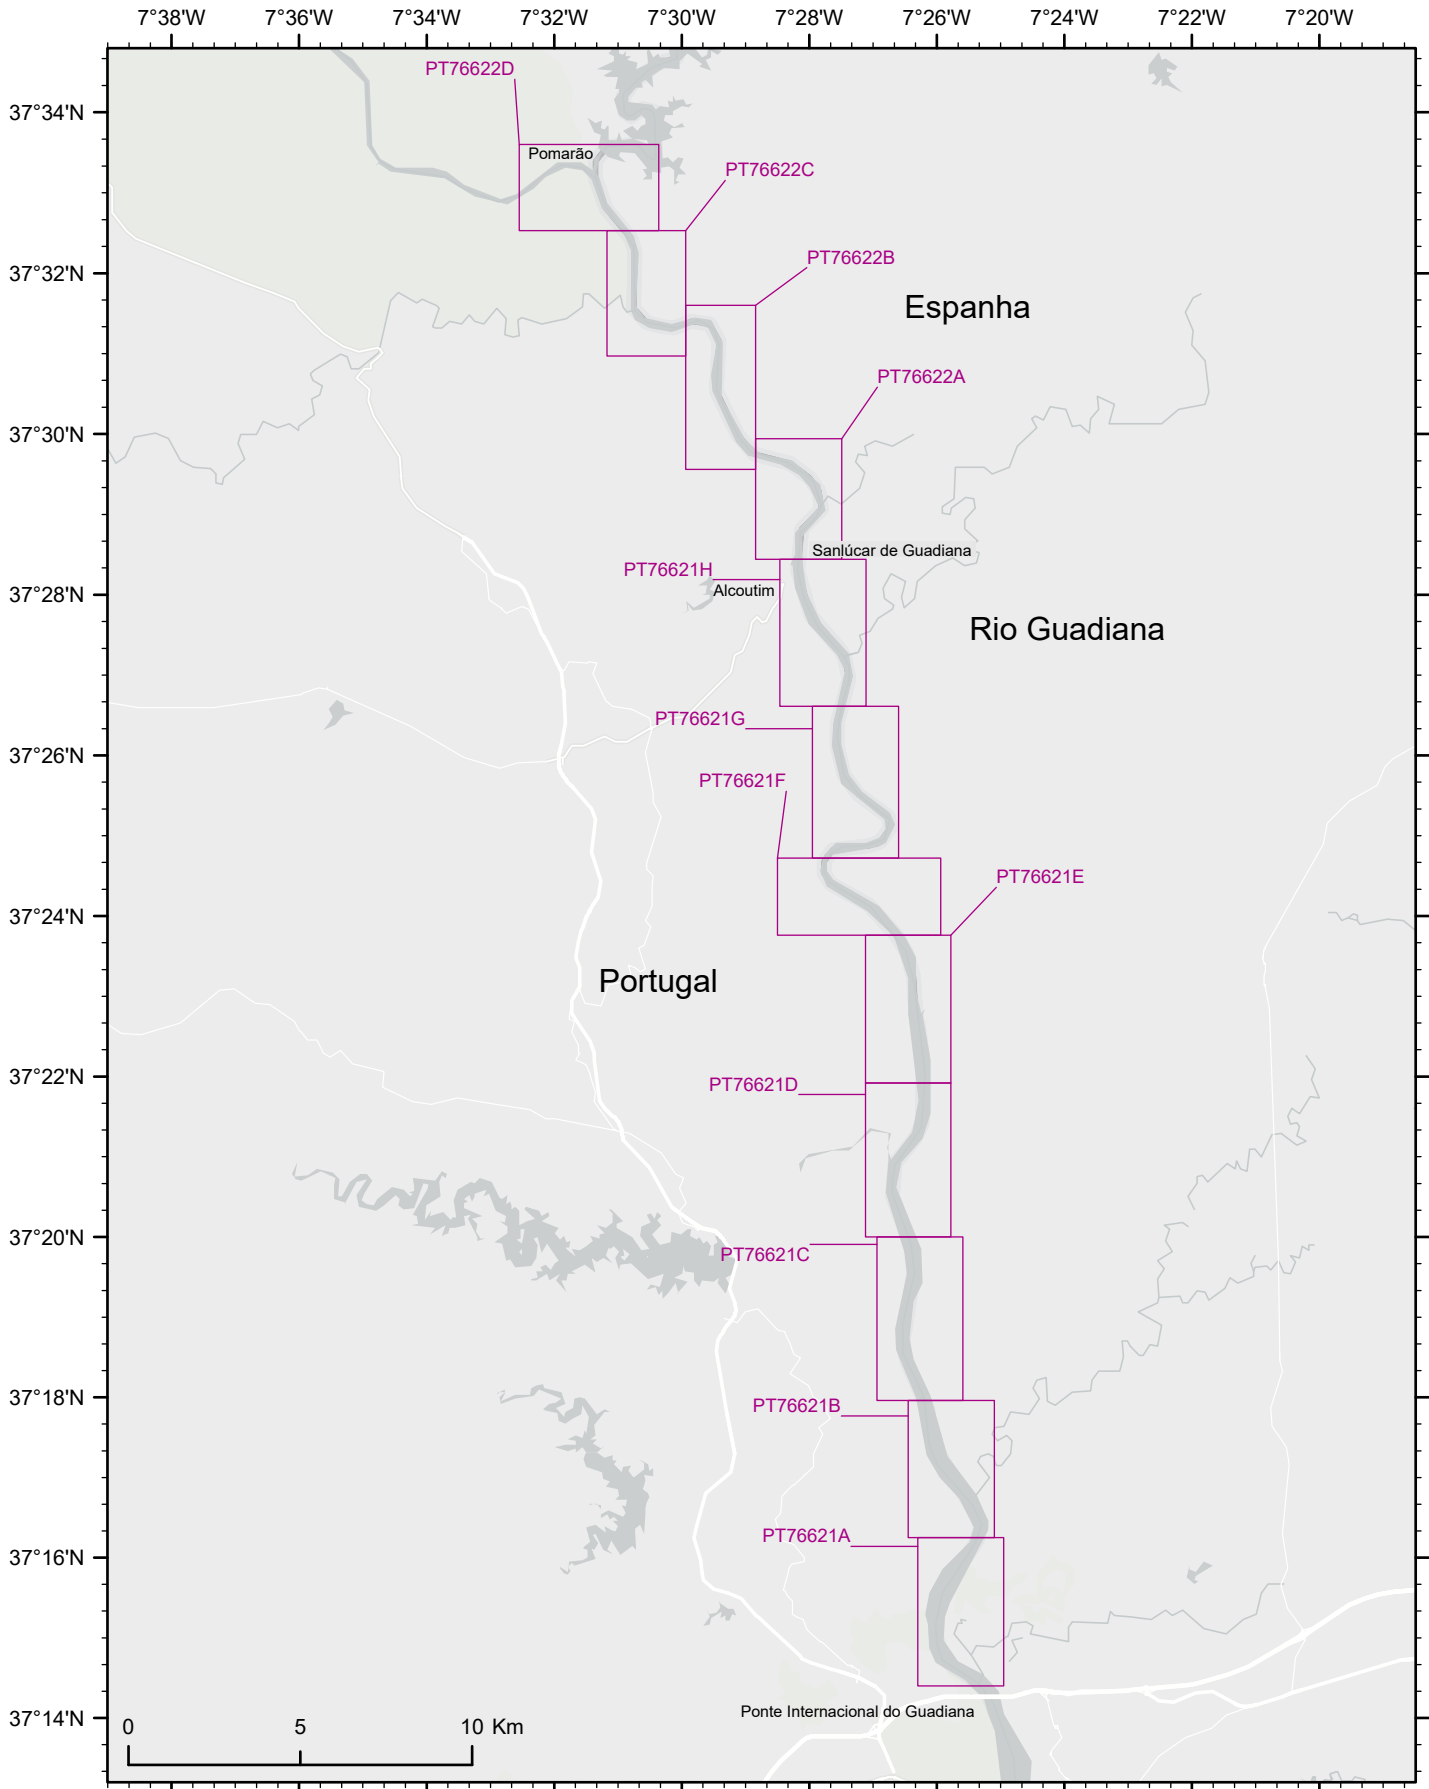 7°38'W 7°36'W 7°34'W 7°32'W 7°30'W 7°28'W 7°26'W 7°24'W 7°22'W 7°20'W
PT76622D
37°34'N
Pomarão
PT76622C
PT76622B
37°32'N
Espanha
PT76622A
37°30'N
Sanlúcar de Guadiana
PT76621H
Alcoutim
37°28'N
Rio Guadiana
PT76621G
37°26'N
PT76621F
PT76621E
37°24'N
Portugal
37°22'N
PT76621D
37°20'N
PT76621C
37°18'N
PT76621B
PT76621A
37°16'N
Ponte Internacional do Guadiana
37°14'N
0 5 10 Km